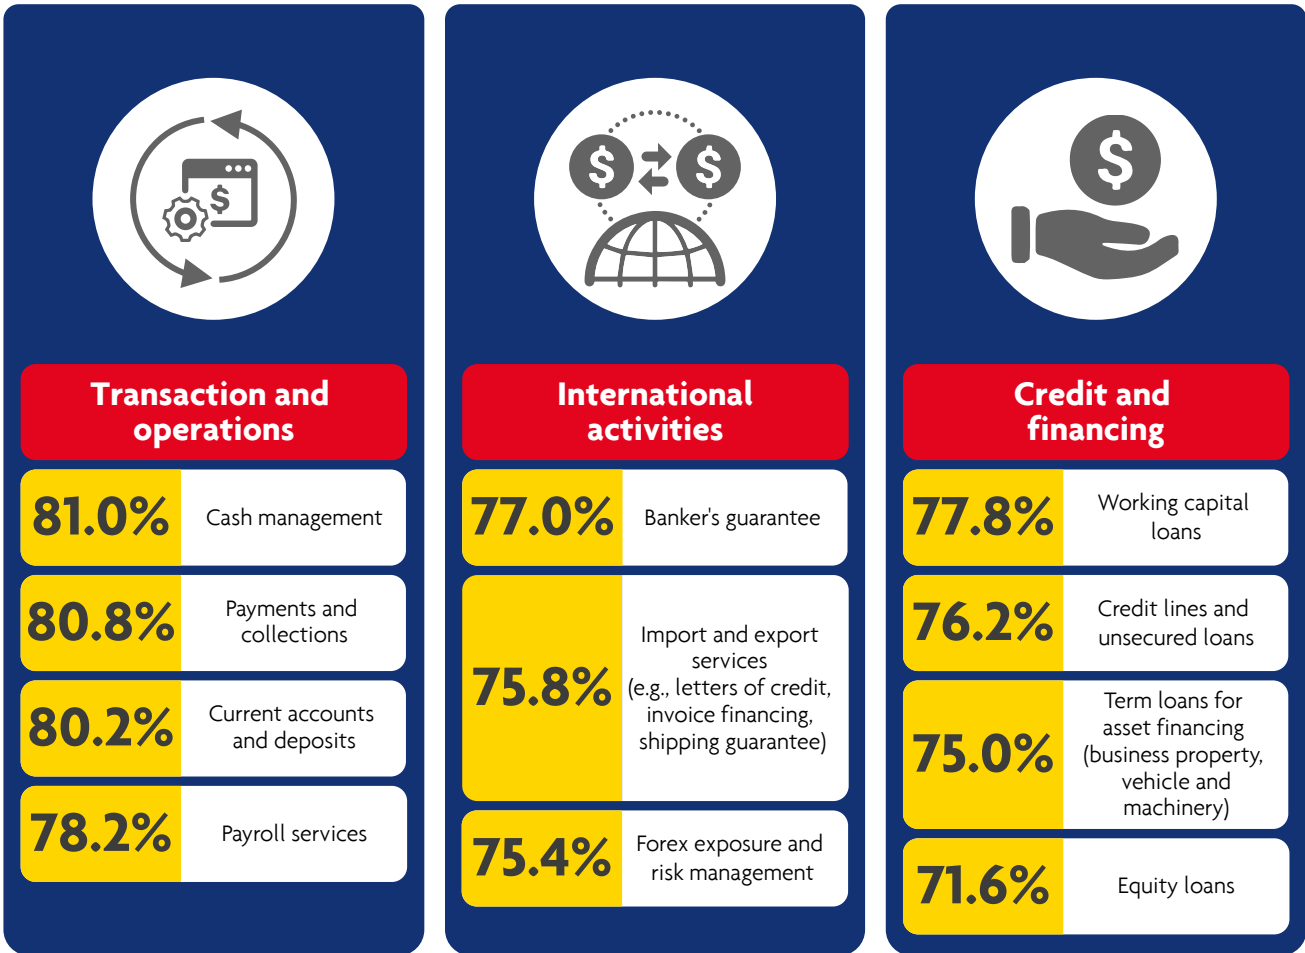 $
$
$
$
Transaction and
operations
81.0%
Cash management
80.8%
Payments and
collections
80.2%
Current accounts
and deposits
78.2%
Payroll services
International
activities
77.0%
Banker's guarantee
75.8%
Import and export
services
(e.g., letters of credit,
invoice financing,
shipping guarantee)
75.4%
Forex exposure and
risk management
Credit and
financing
77.8%
Working capital
loans
76.2%
Credit lines and
unsecured loans
75.0%
Term loans for
asset financing
(business property,
vehicle and
machinery)
71.6%
Equity loans